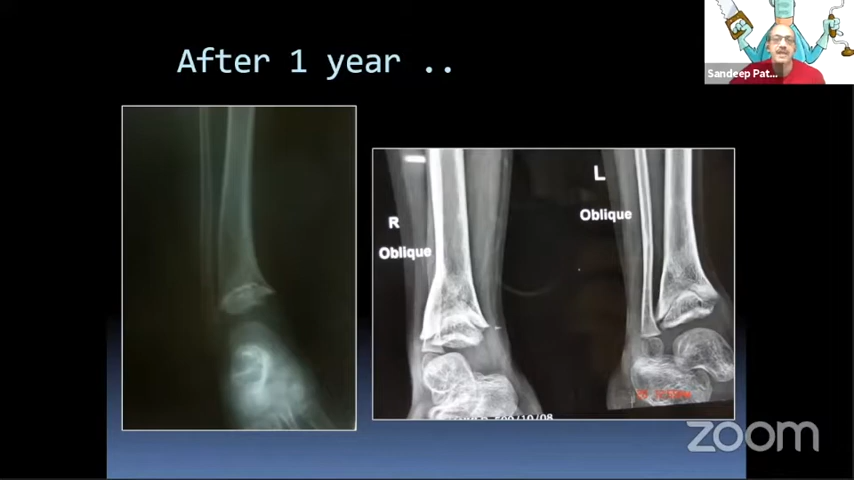 After 1 year ..
Sandeep Pat...
R
Oblique
L
Oblique
zoom